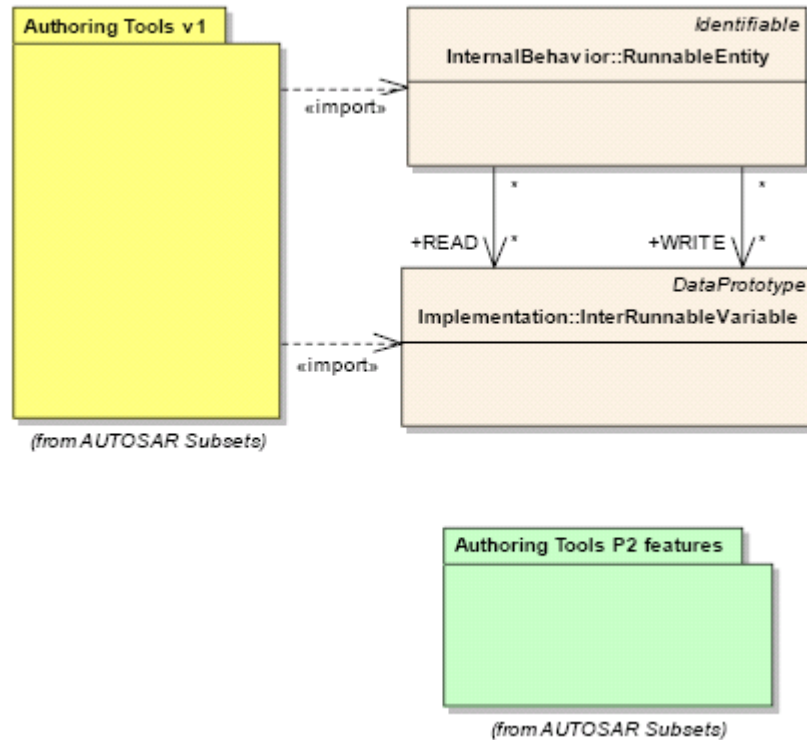 Authoring Tools v1
Identifiable
InternalBehavior::RunnableEntity
«import»
*
*
+READ
*
+WRITE
*
DataPrototype
Implementation::InterRunnableVariable
«import»
(from AUTOSAR Subsets)
Authoring Tools P2 features
(from AUTOSAR Subsets)